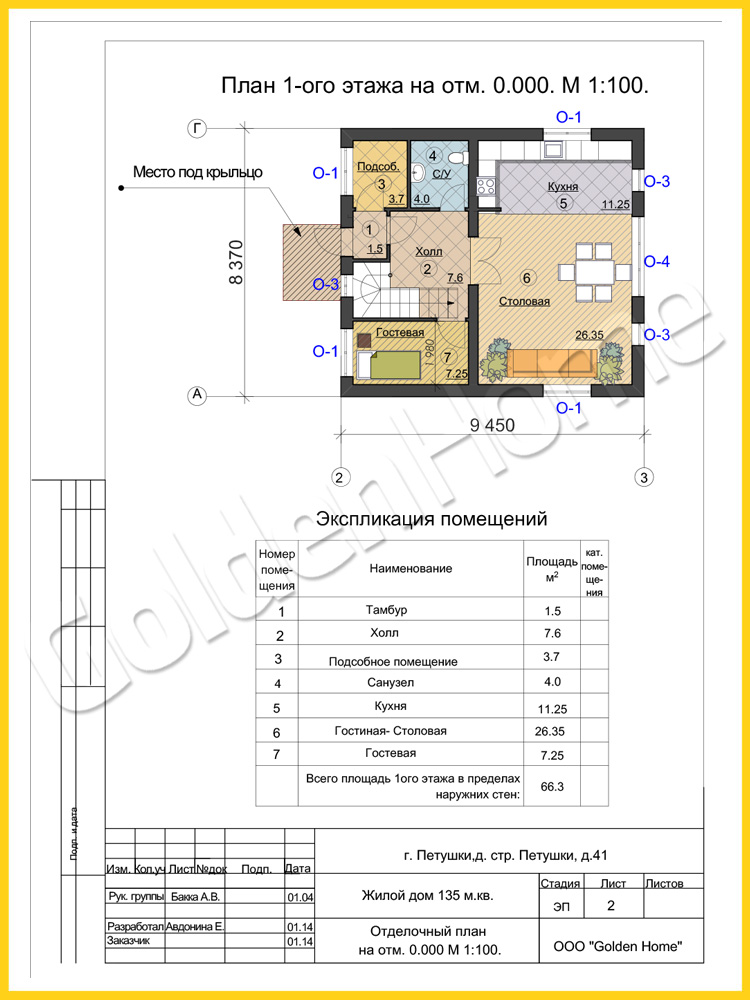 План 1-ого этажа на отм. 0.000. М 1:100.
О-1
Г
Место под крыльцо
О-1
Подсоб.
3
3.7
4
С/У
4.0
Кухня
5
11.25
О-3
1
1.5
Холл
2
7.6
6
Столовая
26.35
О-4
О-3
8 370
О-3
О-1
Гостевая
1 980
7
7.25
А
О-1
9 450
2
3
Экспликация помещений
Номер
поме-
щения
Наименование
Площадь
м2
кат.
поме-
ще-
ния
1 Тамбур 1.5
2 Холл 7.6
3 Подсобное помещение 3.7
4 Санузел 4.0
5 Кухня 11.25
6 Гостиная- Столовая 26.35
7 Гостевая 7.25
Всего площадь 1ого этажа в пределах
наружних стен:
66.3
GoldenHome
Подп. и дата
г. Петушки,д. стр. Петушки, д.41
Изм. Кол,уч Лист №док Подп. Дата
Рук. группы Бакка А.В. 01.04
Жилой дом 135 м.кв.
Стадия Лист Листов
ЭП 2
Разработал Авдонина Е. 01.14
Заказчик 01.14
Отделочный план
на отм. 0.000 М 1:100.
ООО "Golden Home"